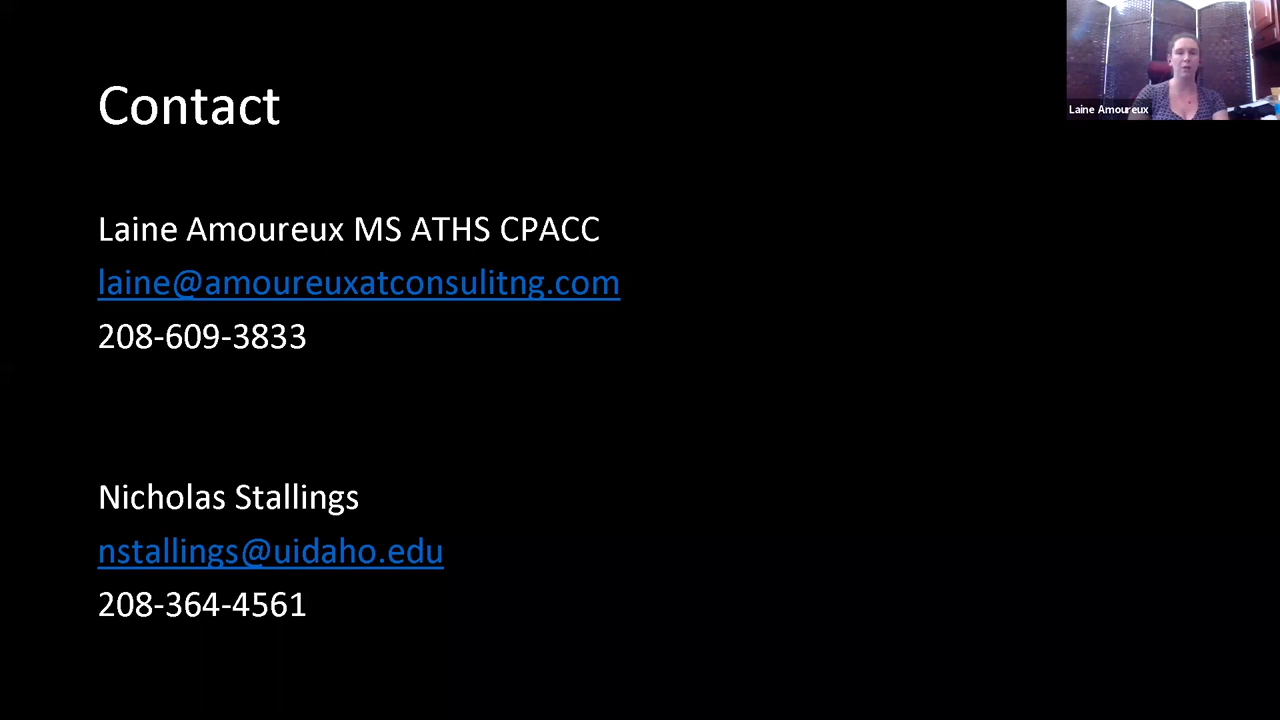 Contact
Laine Amoureux
Laine Amoureux MS ATHS CPACC
laine@amoureuxatconsulitng.com
208-609-3833
Nicholas Stallings
nstallings@uidaho.edu
208-364-4561